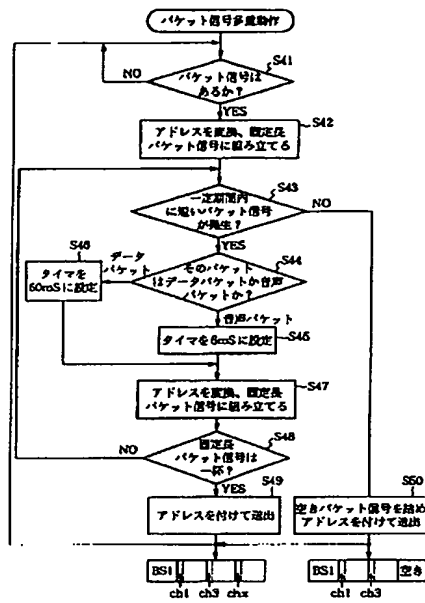 パケット信号多重動作
S41
NO
パケット信号は
あるか?
YES
S42
アドレスを変換、固定長
パケット信号に組み立てる
S43
一定期間内
に短いパケット信号
が発生?
NO
YES
S46
データ
パケット
S44
そのパケット
はデータパケットか音声
パケットか?
タイマを
60mSに設定
音声パケット
S45
タイマを6mSに設定
S47
アドレスを変換、固定長
パケット信号に組み立てる
S48
NO
固定長
パケット信号は
一杯?
YES
S49
アドレスを付けて送出
S50
空きパケット信号を詰め
アドレスを付けて送出
BS1
ch1
ch3
chx
BS1
空き
ch1
ch3